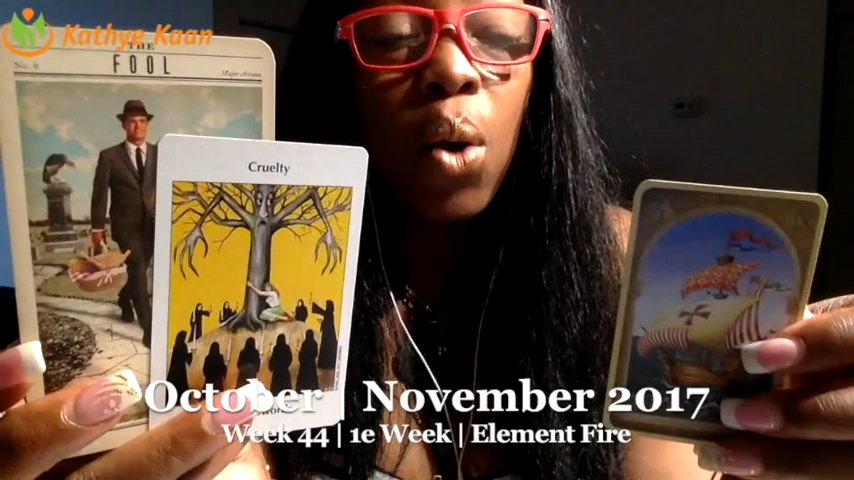 Kathye Kaan
THE
No. 0
FOOL
Major Arcana
Cruelty
October | November 2017
Week 44 | 1e Week | Element Fire